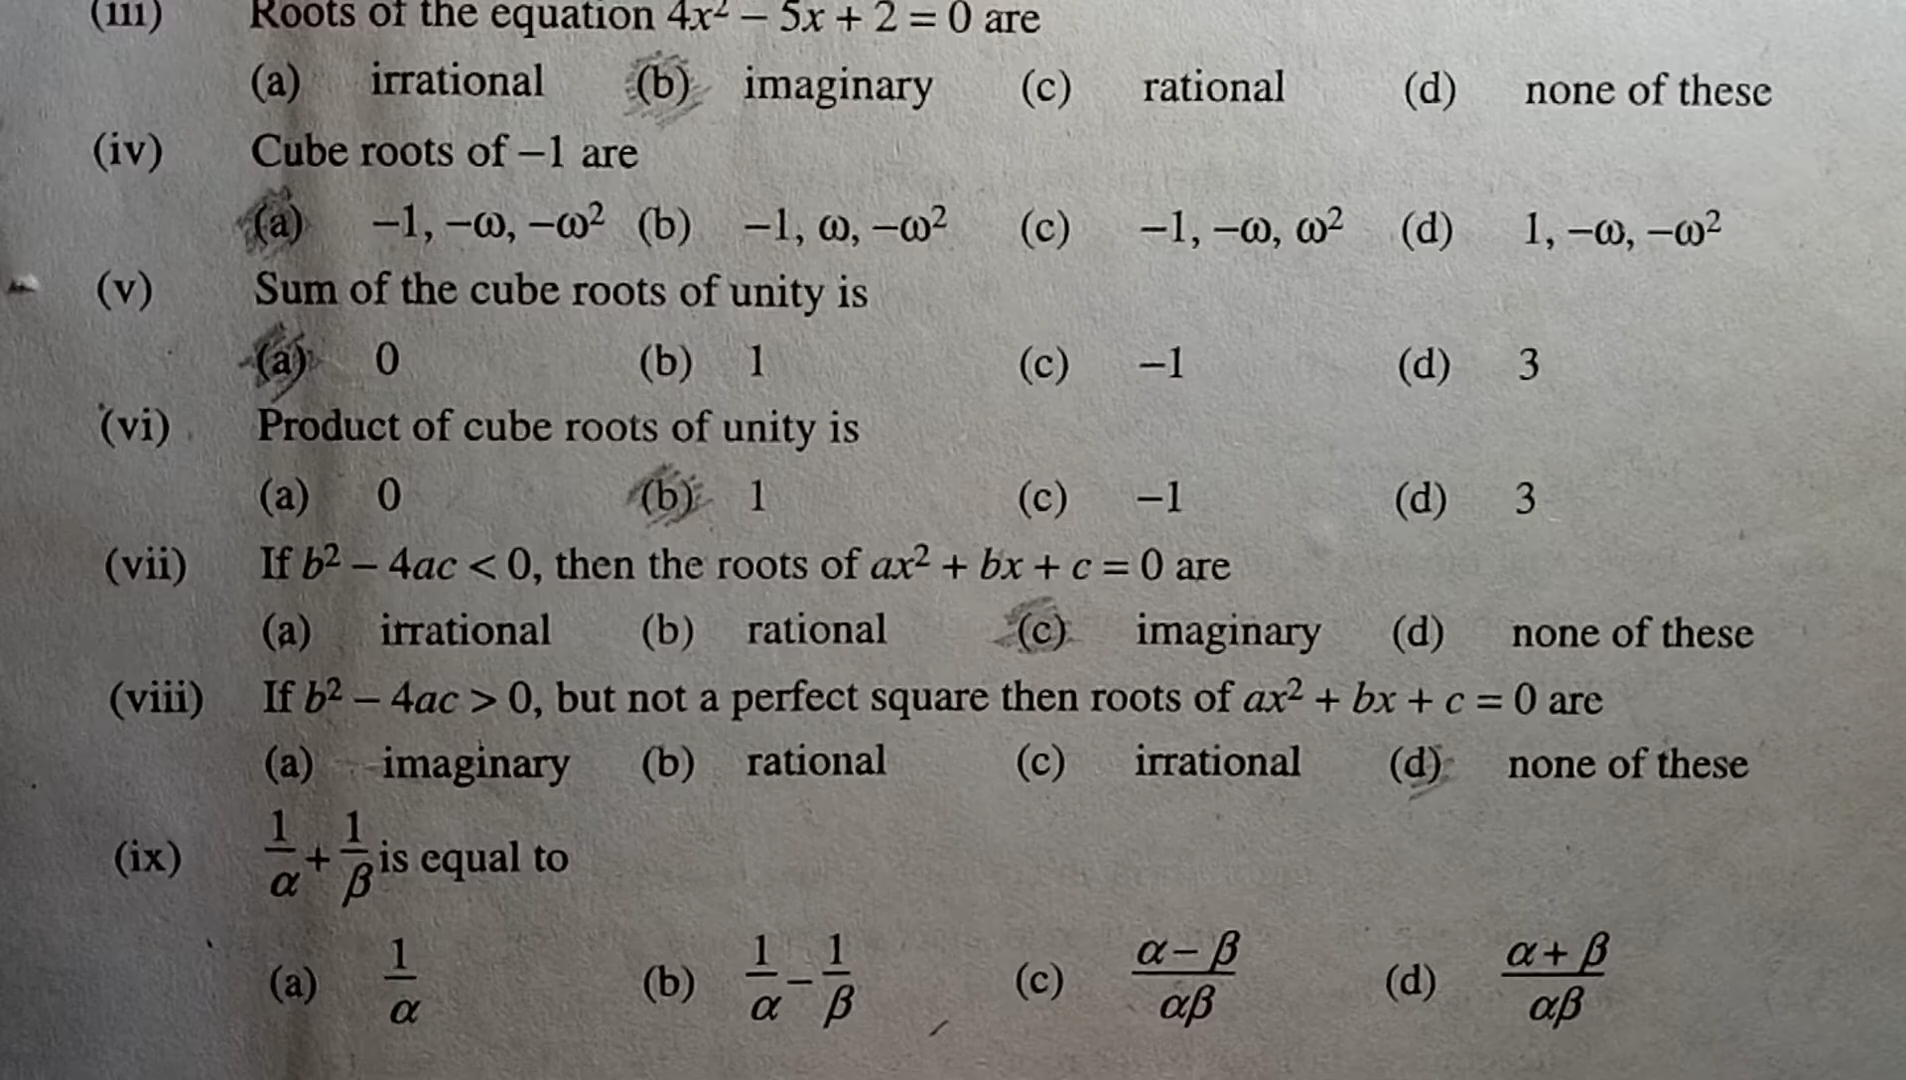 (iii) Roots of the equation 4x² – 5x + 2 = 0 are
(a) irrational (b) imaginary (c) rational (d) none of these
(iv) Cube roots of –1 are
(a) –1, –ω, –ω² (b) –1, ω, –ω² (c) –1, –ω, ω² (d) 1, –ω, –ω²
(v) Sum of the cube roots of unity is
(a) 0 (b) 1 (c) –1 (d) 3
(vi) Product of cube roots of unity is
(a) 0 (b) 1 (c) –1 (d) 3
(vii) If b² – 4ac < 0, then the roots of ax² + bx + c = 0 are
(a) irrational (b) rational (c) imaginary (d) none of these
(viii) If b² – 4ac > 0, but not a perfect square then roots of ax² + bx + c = 0 are
(a) imaginary (b) rational (c) irrational (d) none of these
(ix) 1/α + 1/β is equal to
(a) 1/α (b) 1/α – 1/β (c) α – β/αβ (d) α + β/αβ